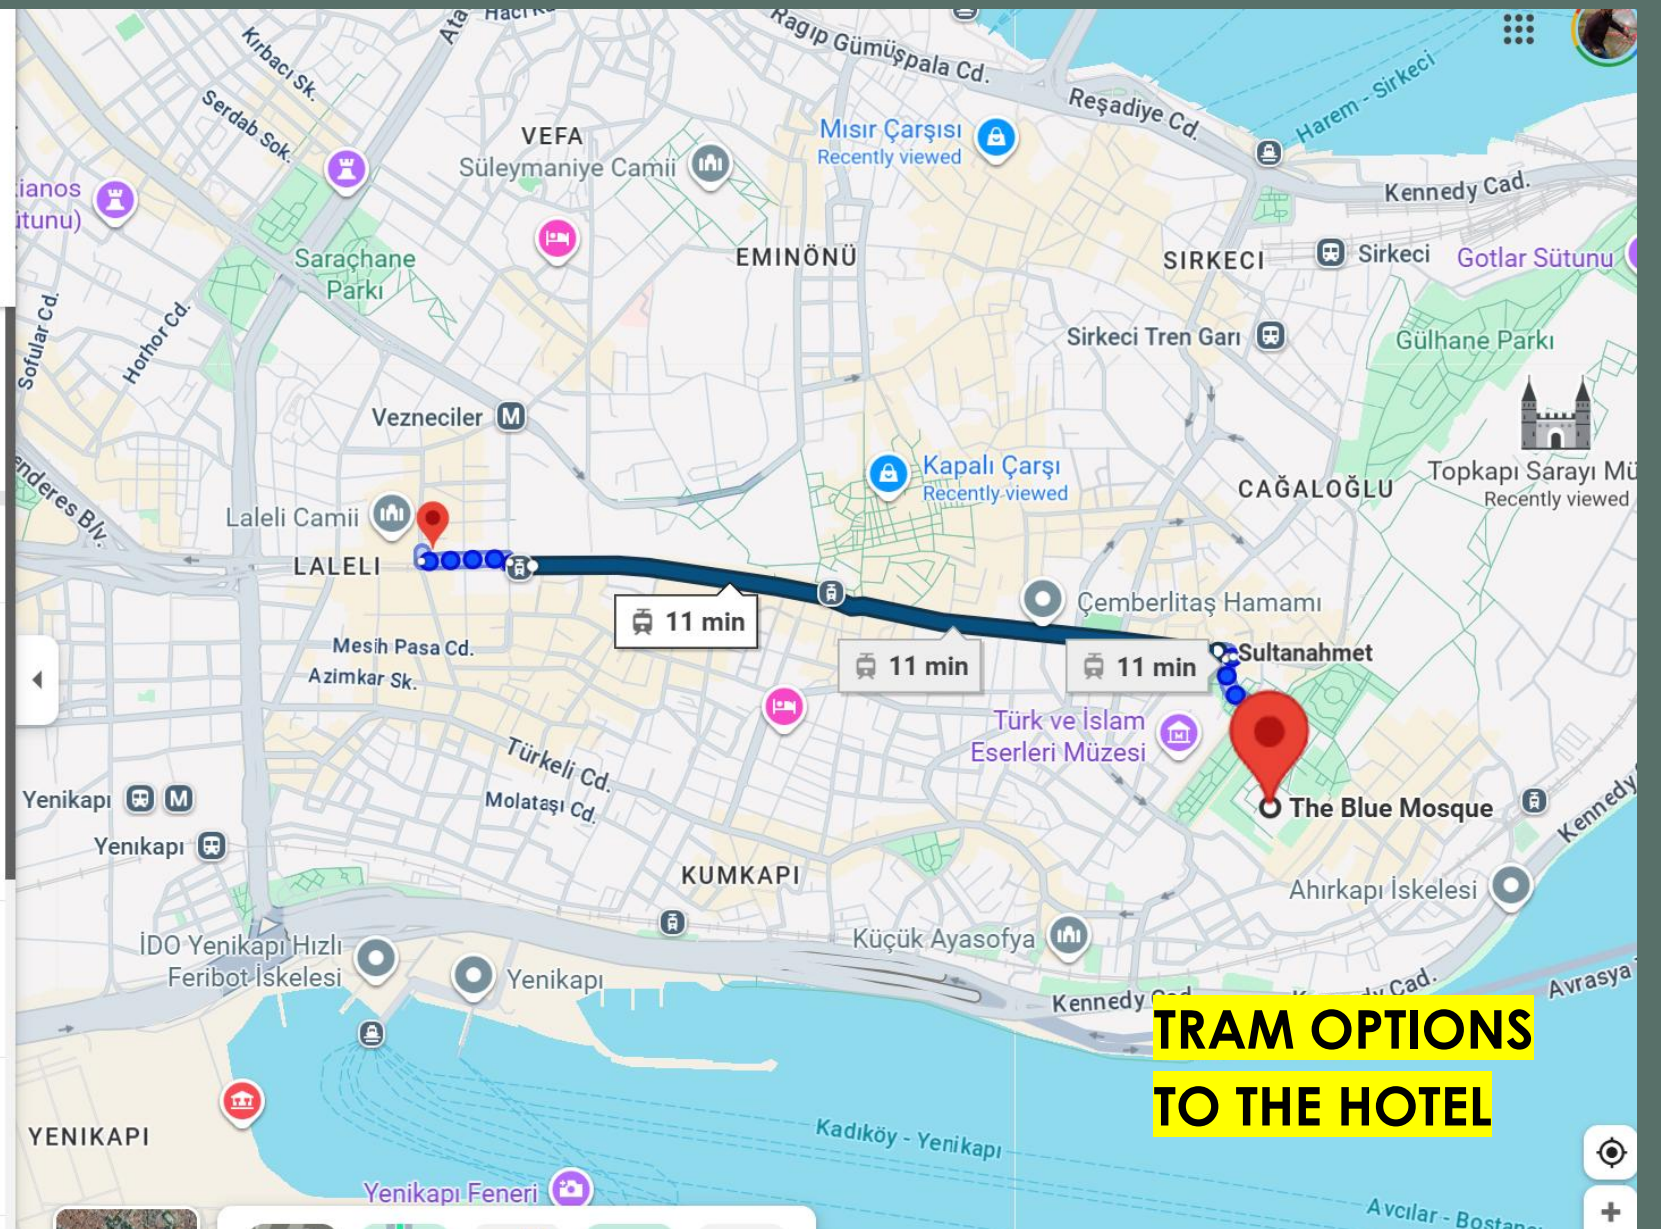 Kırbacı Sk.
Ragıp Gümüşpala Cd.
Serdab Sok.
Reşadiye Cd.
Harem - Sirkeci
VEFA
Süleymaniye Camii
Mısır Çarşısı
Recently viewed
Kennedy Cad.
Saraçhane
Parkı
EMINÖNÜ
SIRKECI
Sirkeci
Gotlar Sütunu
Sofular Cd.
Horhor Cd.
Sirkeci Tren Garı
Gülhane Parkı
Vezneciler
M
Kapalı Çarşı
Recently viewed
CAĞALOĞLU
Topkapı Sarayı
Recently viewed
Laleli Camii
LALELI
11 min
Çemberlitaş Hamamı
11 min
11 min
Sultanahmet
Mesih Pasa Cd.
Azimkar Sk.
Türk ve İslam
Eserleri Müzesi
Türkeli Cd.
Molataşı Cd.
Yenikapı
M
Yenıkapı
The Blue Mosque
Kennedy
KUMKAPI
Ahırkapı İskelesi
İDO Yenikapı Hızlı
Feribot İskelesi
Yenikapı
Küçük Ayasofya
Kennedy
Avrasya
TRAM OPTIONS
TO THE HOTEL
YENIKAPI
Kadıköy - Yenikapı
Yenikapı Feneri
Avcılar -